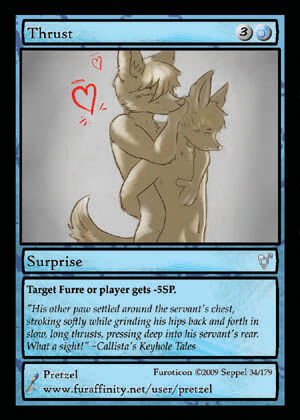 Thrust 3
Surprise
Target Furre or player gets -5SP.
"His other paw settled around the servant's chest,
stroking softly while grinding his hips back and forth in
slow, long thrusts, pressing deep into his servant's rear.
What a sight!" ~Callista's Keyhole Tales
Pretzel
Furoticon ©2009 Seppel 34/179
www.furaffinity.net/user/pretzel